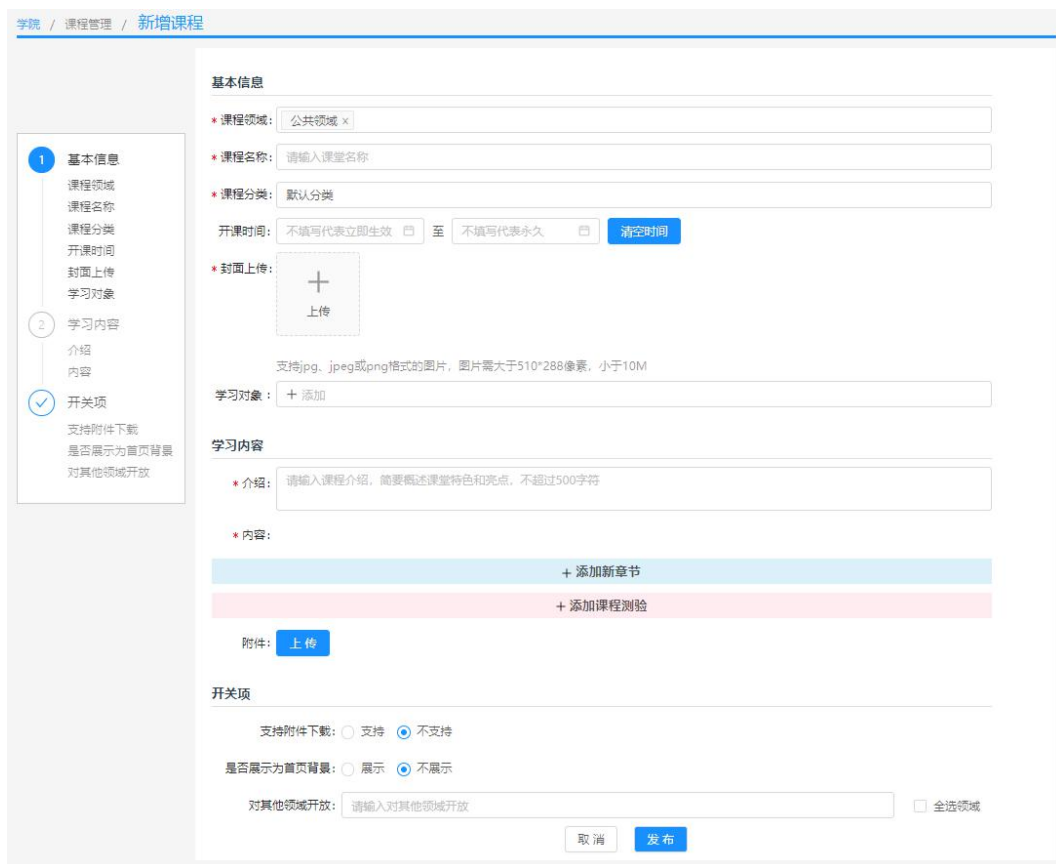 学院 / 课程管理 / 新增课程
1 基本信息
课程领域
课程名称
课程分类
开课时间
封面上传
学习对象
2 学习内容
介绍
内容
开关项
支持附件下载
是否展示为首页背景
对其他领域开放
基本信息
* 课程领域： 公共领域 ×
* 课程名称： 请输入课堂名称
* 课程分类： 默认分类
开课时间： 不填写代表立即生效 至 不填写代表永久 清空时间
* 封面上传：
+
上传
支持jpg、jpeg或png格式的图片，图片需大于510*288像素，小于10M
学习对象： + 添加
学习内容
* 介绍： 请输入课程介绍，简要概述课堂特色和亮点，不超过500字符
* 内容：
+ 添加新章节
+ 添加课程测验
附件： 上传
开关项
支持附件下载： 支持 不支持
是否展示为首页背景： 展示 不展示
对其他领域开放： 请输入对其他领域开放 全选领域
取消 发布